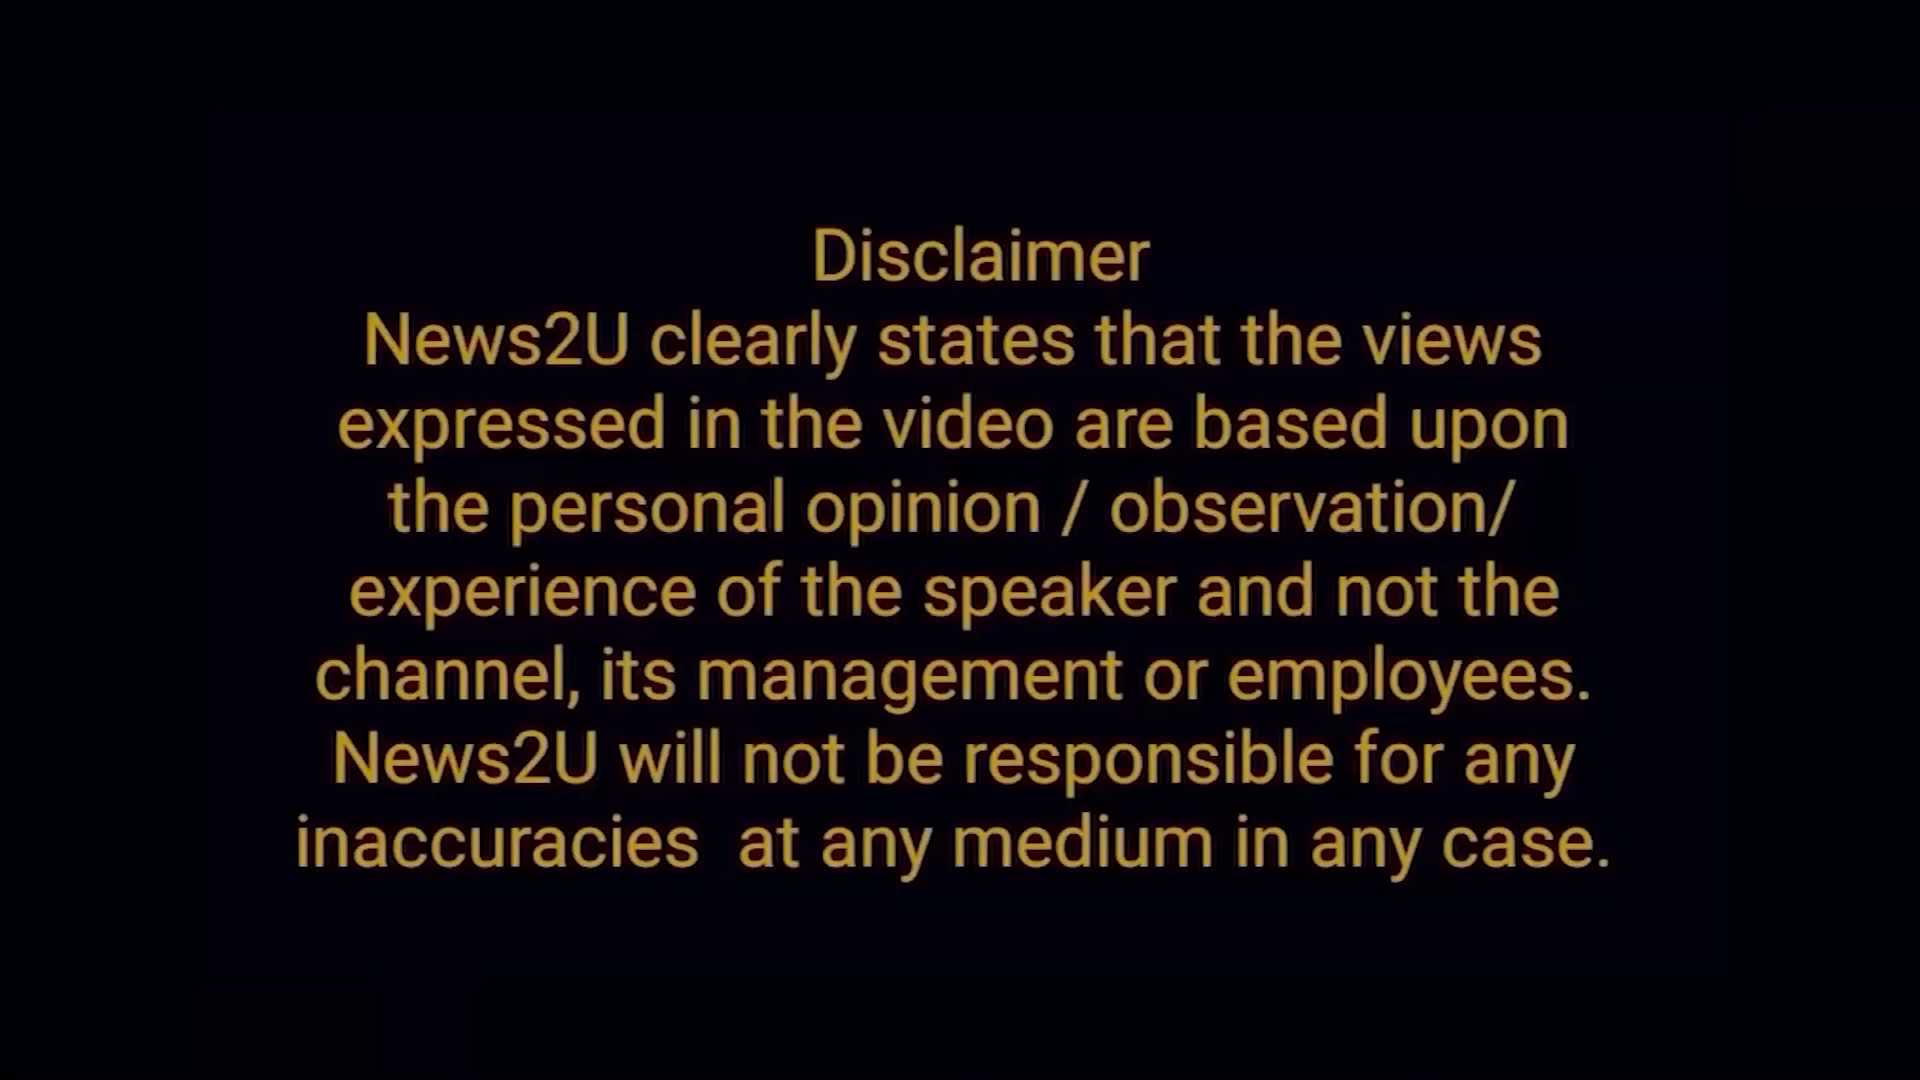 Disclaimer
News2U clearly states that the views
expressed in the video are based upon
the personal opinion / observation/
experience of the speaker and not the
channel, its management or employees.
News2U will not be responsible for any
inaccuracies  at any medium in any case.